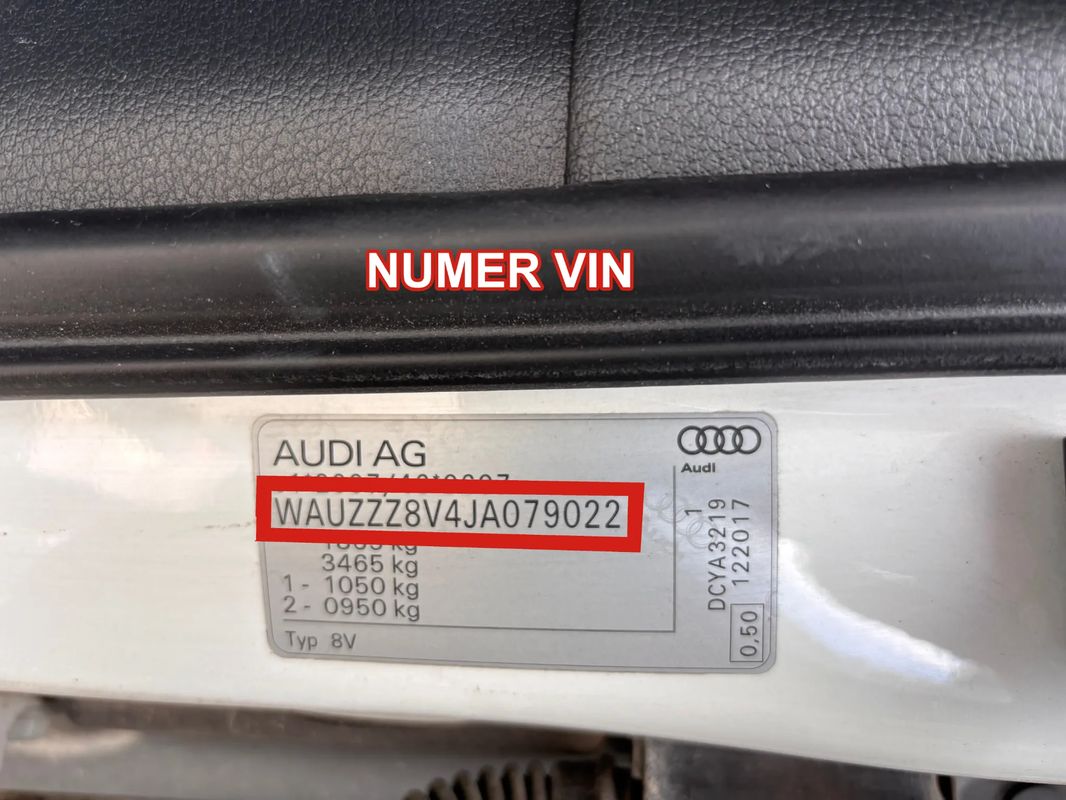 NUMER VIN
AUDI AG
Audi
WAUZZZ8V4JA079022
3465 kg
1 - 1050 kg
2 - 0950 kg
Typ 8V
DCYA3219 1
122017
0,50